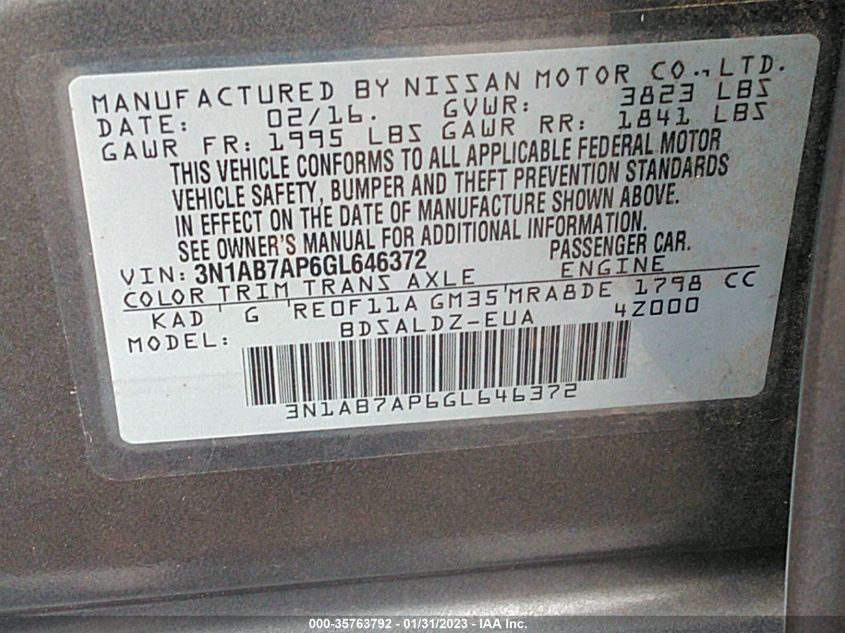 MANUFACTURED BY NISSAN MOTOR CO., LTD.
DATE: 02/16. GVWR: 3823 LBS
GAWR FR: 1995 LBS GAWR RR: 1841 LBS
THIS VEHICLE CONFORMS TO ALL APPLICABLE FEDERAL MOTOR
VEHICLE SAFETY, BUMPER AND THEFT PREVENTION STANDARDS
IN EFFECT ON THE DATE OF MANUFACTURE SHOWN ABOVE.
SEE OWNER'S MANUAL FOR ADDITIONAL INFORMATION.
VIN: 3N1AB7AP6GL646372 PASSENGER CAR.
COLOR TRIM TRANS AXLE ENGINE
KAD G RE0F11A GM35 MRA8DE 1798 CC
MODEL: BDSALDZ-EUA 4Z000
3N1AB7AP6GL646372
000-35763792 - 01/31/2023 - IAA Inc.